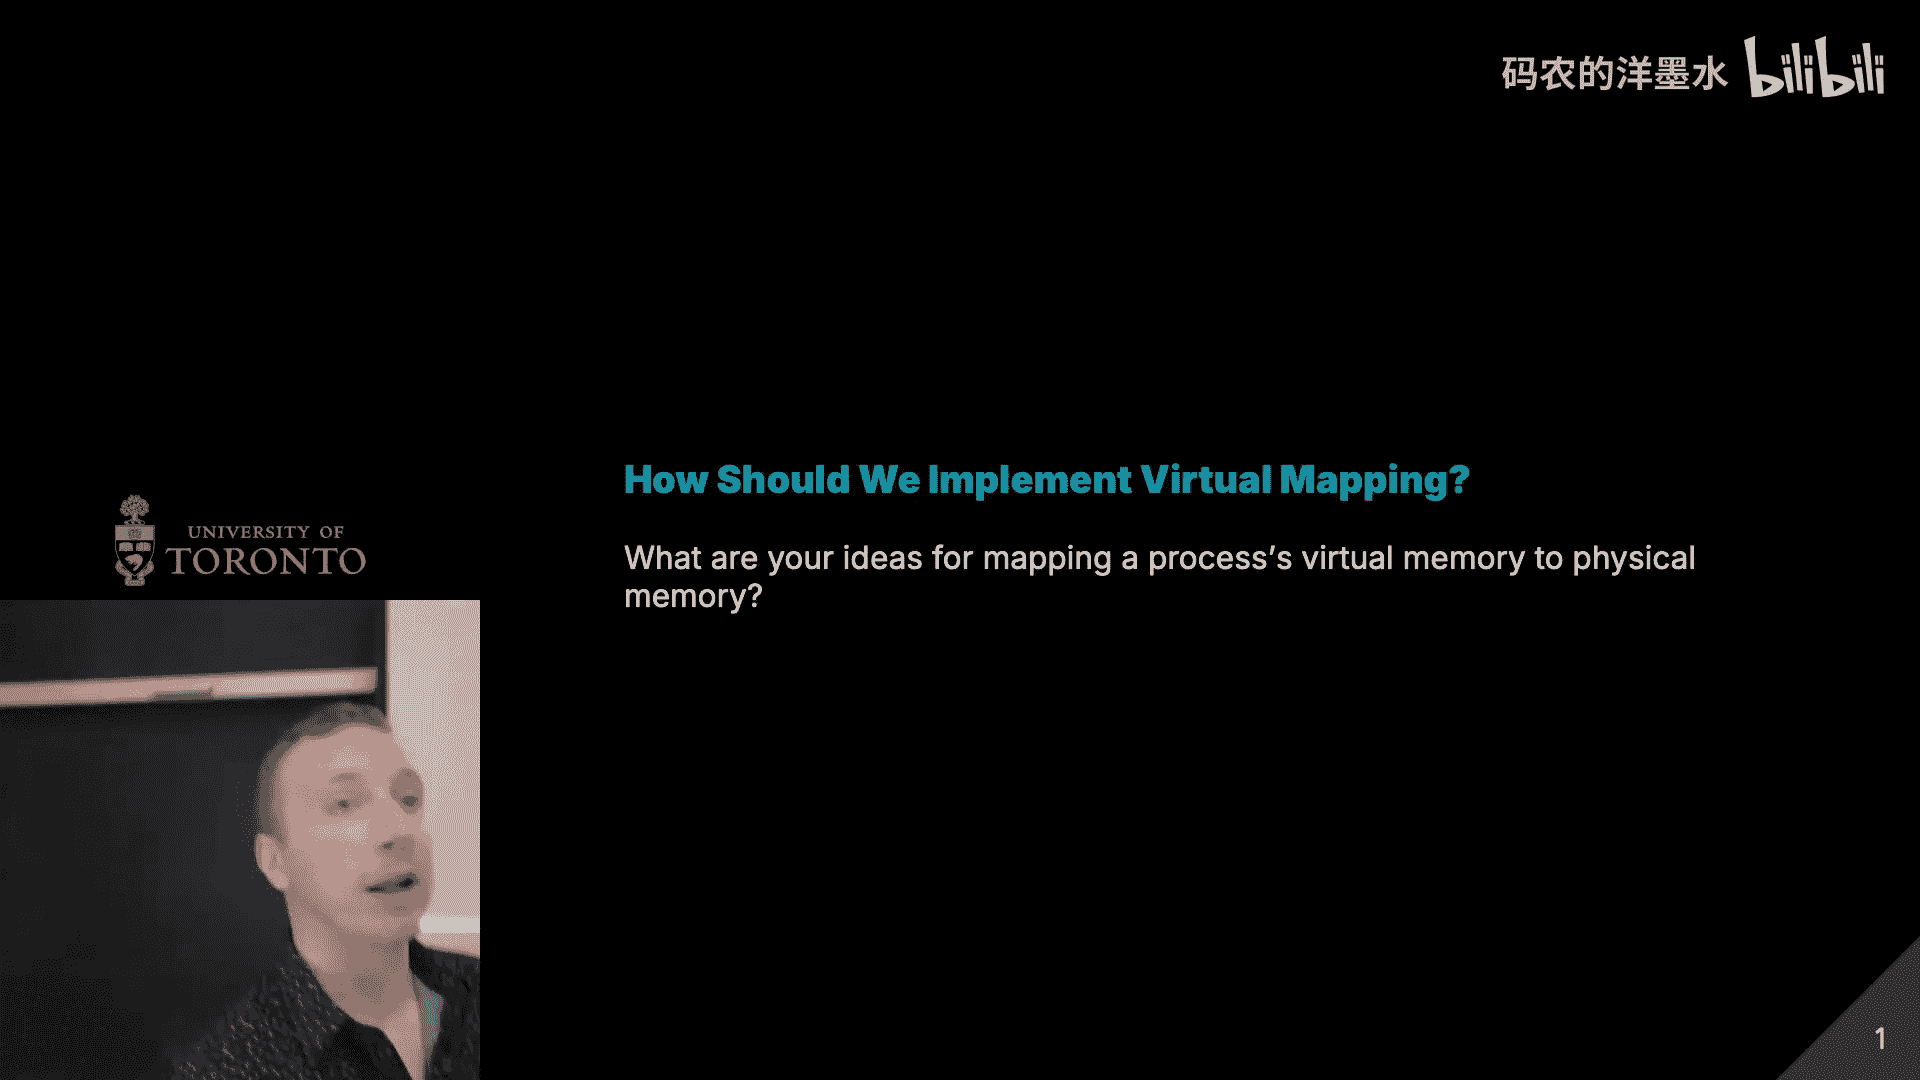 码农的洋墨水 bilibili
How Should We Implement Virtual Mapping?
UNIVERSITY OF
TORONTO
What are your ideas for mapping a process’s virtual memory to physical
memory?
1